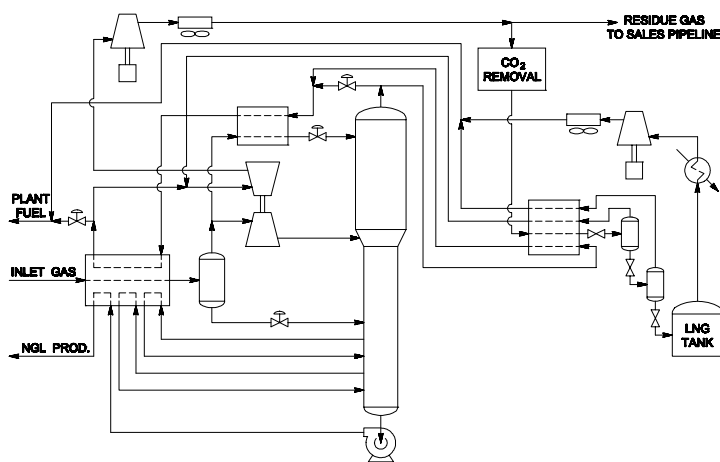 RESIDUE GAS
TO SALES PIPELINE
CO2
REMOVAL
PLANT
FUEL
INLET GAS
NGL PROD.
LNG
TANK